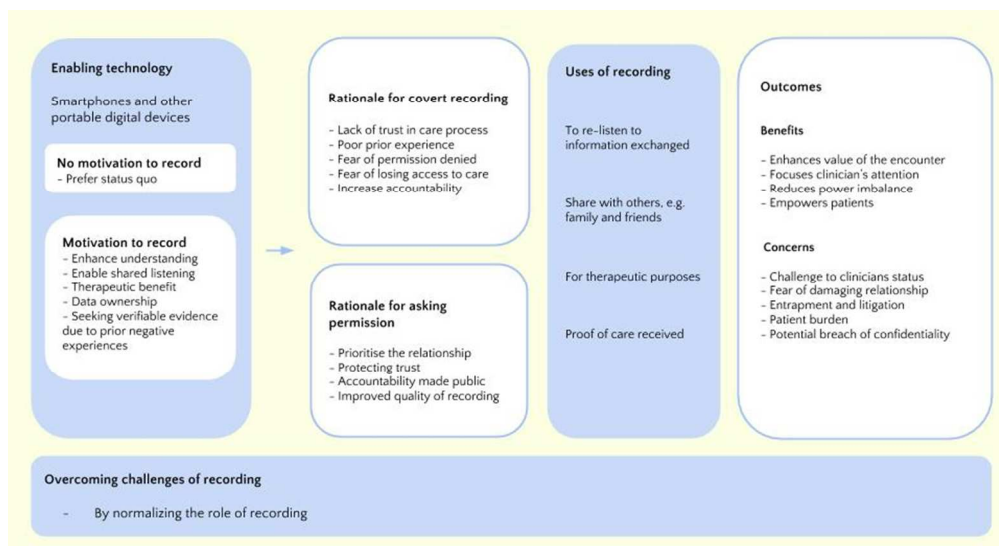 Enabling technology
Smartphones and other
portable digital devices
No motivation to record
- Prefer status quo
Motivation to record
- Enhance understanding
- Enable shared listening
- Therapeutic benefit
- Data ownership
- Seeking verifiable evidence
due to prior negative
experiences
Rationale for covert recording
- Lack of trust in care process
- Poor prior experience
- Fear of permission denied
- Fear of losing access to care
- Increase accountability
Rationale for asking
permission
- Prioritise the relationship
- Protecting trust
- Accountability made public
- Improved quality of recording
Uses of recording
To re-listen to
information exchanged
Share with others, e.g.
family and friends
For therapeutic purposes
Proof of care received
Outcomes
Benefits
- Enhances value of the encounter
- Focuses clinician's attention
- Reduces power imbalance
- Empowers patients
Concerns
- Challenge to clinicians status
- Fear of damaging relationship
- Entrapment and litigation
- Patient burden
- Potential breach of confidentiality
Overcoming challenges of recording
- By normalizing the role of recording